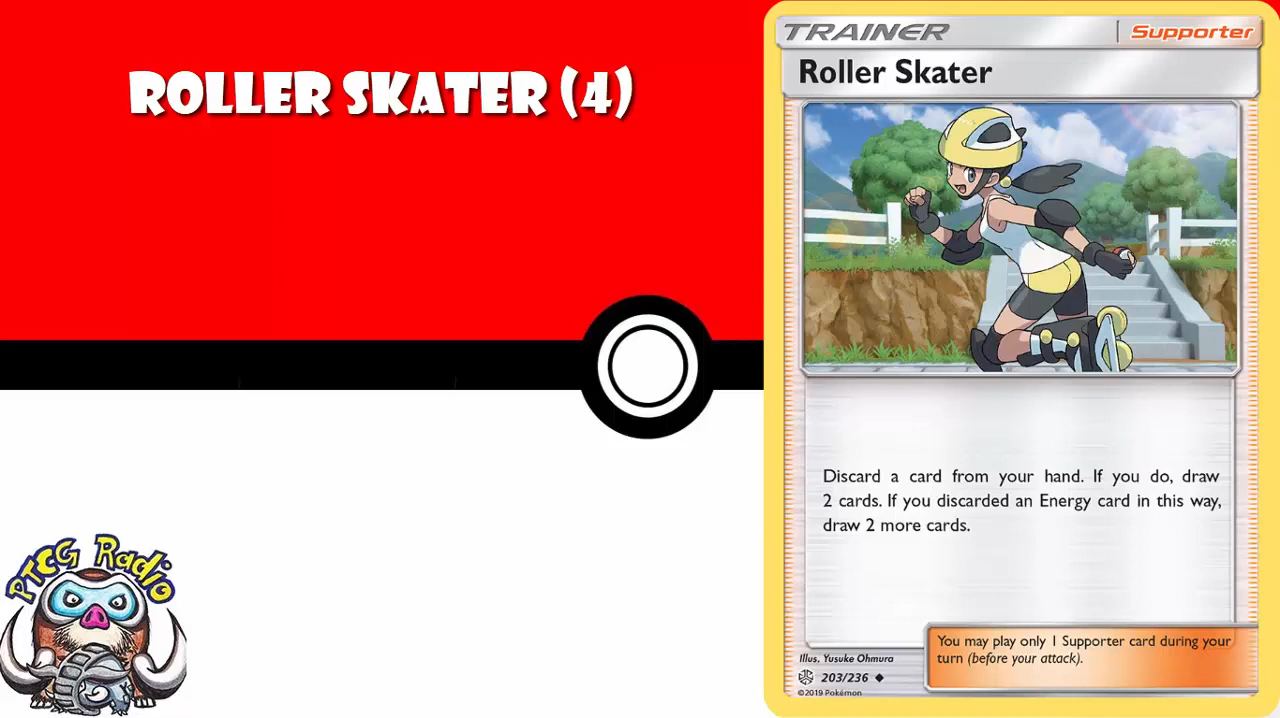 ROLLER SKATER (4)
PTCG Radio
TRAINER
Supporter
Roller Skater
Discard a card from your hand. If you do, draw
2 cards. If you discarded an Energy card in this way,
draw 2 more cards.
You may play only 1 Supporter card during your
turn (before your attack).
Illus. Yusuke Ohmura
203/236
©2019 Pokémon